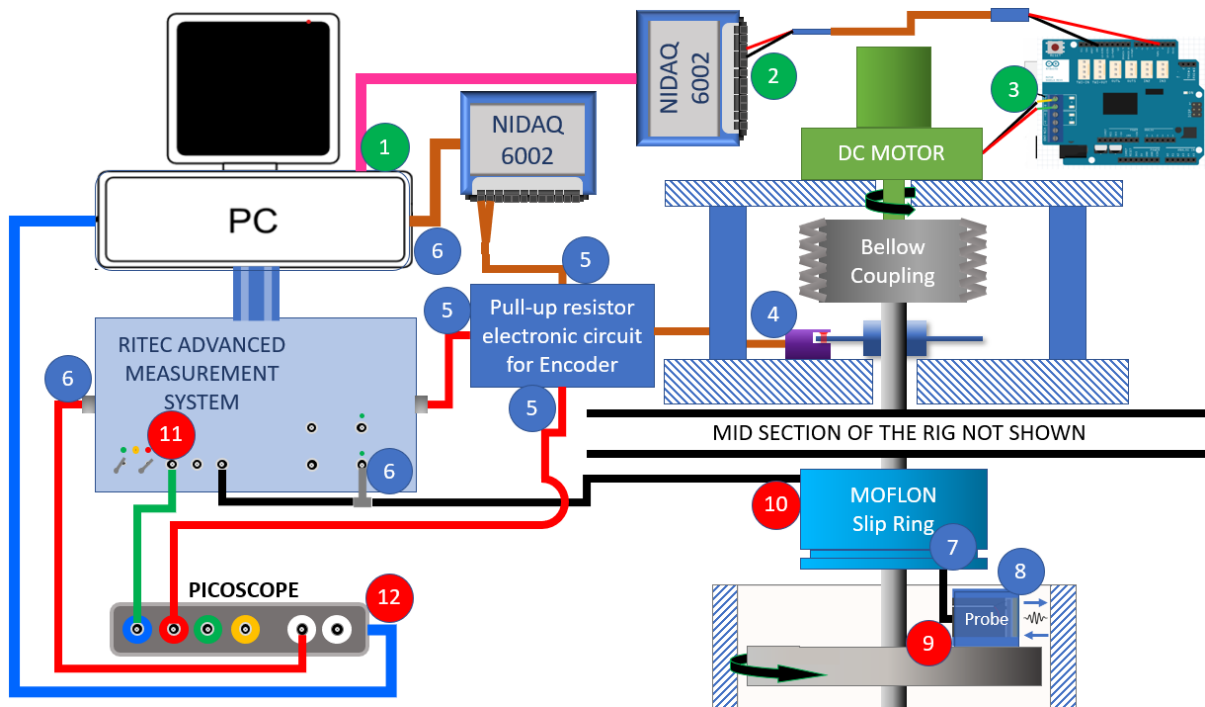 NIDAQ
6002
2
3
1
NIDAQ
6002
DC MOTOR
PC
6
Bellow
Coupling
5
5
Pull-up resistor
electronic circuit
for Encoder
4
RITEC ADVANCED
MEASUREMENT
SYSTEM
6
5
11
MID SECTION OF THE RIG NOT SHOWN
6
10
MOFLON
Slip Ring
7
8
PICOSCOPE
12
Probe
9